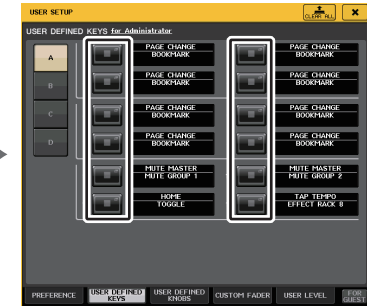 USER SETUP
CLEAR ALL
USER DEFINED KEYS for Administrator
A
PAGE CHANGE
BOOKMARK
PAGE CHANGE
BOOKMARK
B
PAGE CHANGE
BOOKMARK
PAGE CHANGE
BOOKMARK
C
PAGE CHANGE
BOOKMARK
PAGE CHANGE
BOOKMARK
D
PAGE CHANGE
BOOKMARK
PAGE CHANGE
BOOKMARK
MUTE MASTER
MUTE GROUP 1
MUTE MASTER
MUTE GROUP 2
HOME
TOGGLE
TAP TEMPO
EFFECT RACK 8
PREFERENCE
USER DEFINED
KEYS
USER DEFINED
KNOBS
CUSTOM FADER
USER LEVEL
FOR
GUEST